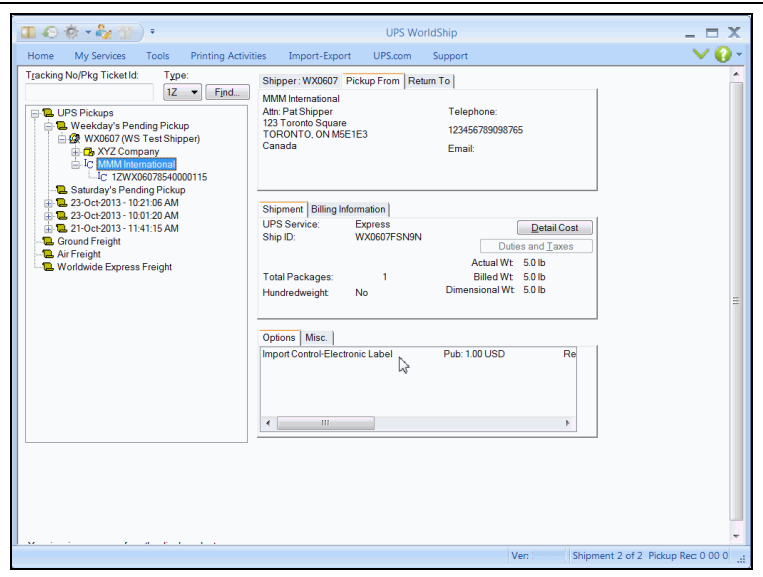 UPS WorldShip
Home My Services Tools Printing Activities Import-Export UPS.com Support
Tracking No/Pkg Ticket Id: Type:
1Z Find...
UPS Pickups
Weekday's Pending Pickup
WX0607 (WS Test Shipper)
XYZ Company
MMM International
1ZWX06078540000115
Saturday's Pending Pickup
23-Oct-2013 - 10:21:06 AM
23-Oct-2013 - 10:01:20 AM
21-Oct-2013 - 11:41:15 AM
Ground Freight
Air Freight
Worldwide Express Freight
Shipper: WX0607 Pickup From Return To
MMM International
Attn: Pat Shipper Telephone:
123 Toronto Square
TORONTO, ON M5E1E3 123456789098765
Canada Email:
Shipment Billing Information
UPS Service: Express Detail Cost
Ship ID: WX0607FSN9N
Duties and Taxes
Actual Wt: 5.0 lb
Total Packages: 1 Billed Wt: 5.0 lb
Hundredweight: No Dimensional Wt: 5.0 lb
Options Misc.
Import Control-Electronic Label Pub: 1.00 USD Re
Ver: Shipment 2 of 2 Pickup Rec: 0 00 0